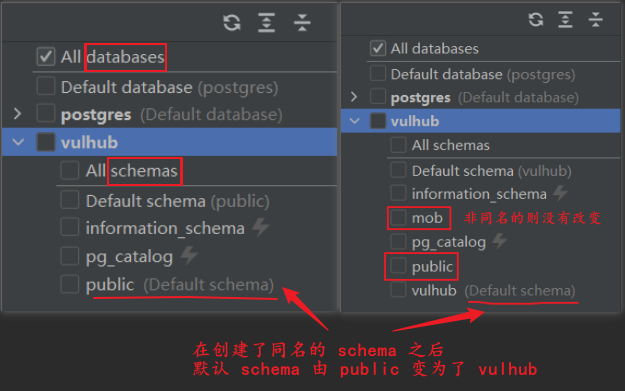 All databases
Default database (postgres)
postgres (Default database)
vulhub
All schemas
Default schema (public)
information_schema
pg_catalog
public (Default schema)
All databases
Default database (postgres)
postgres (Default database)
vulhub
All schemas
Default schema (vulhub)
information_schema
mob 非同名的则没有改变
pg_catalog
public
vulhub (Default schema)
在创建了同名的 schema 之后
默认 schema 由 public 变为了 vulhub